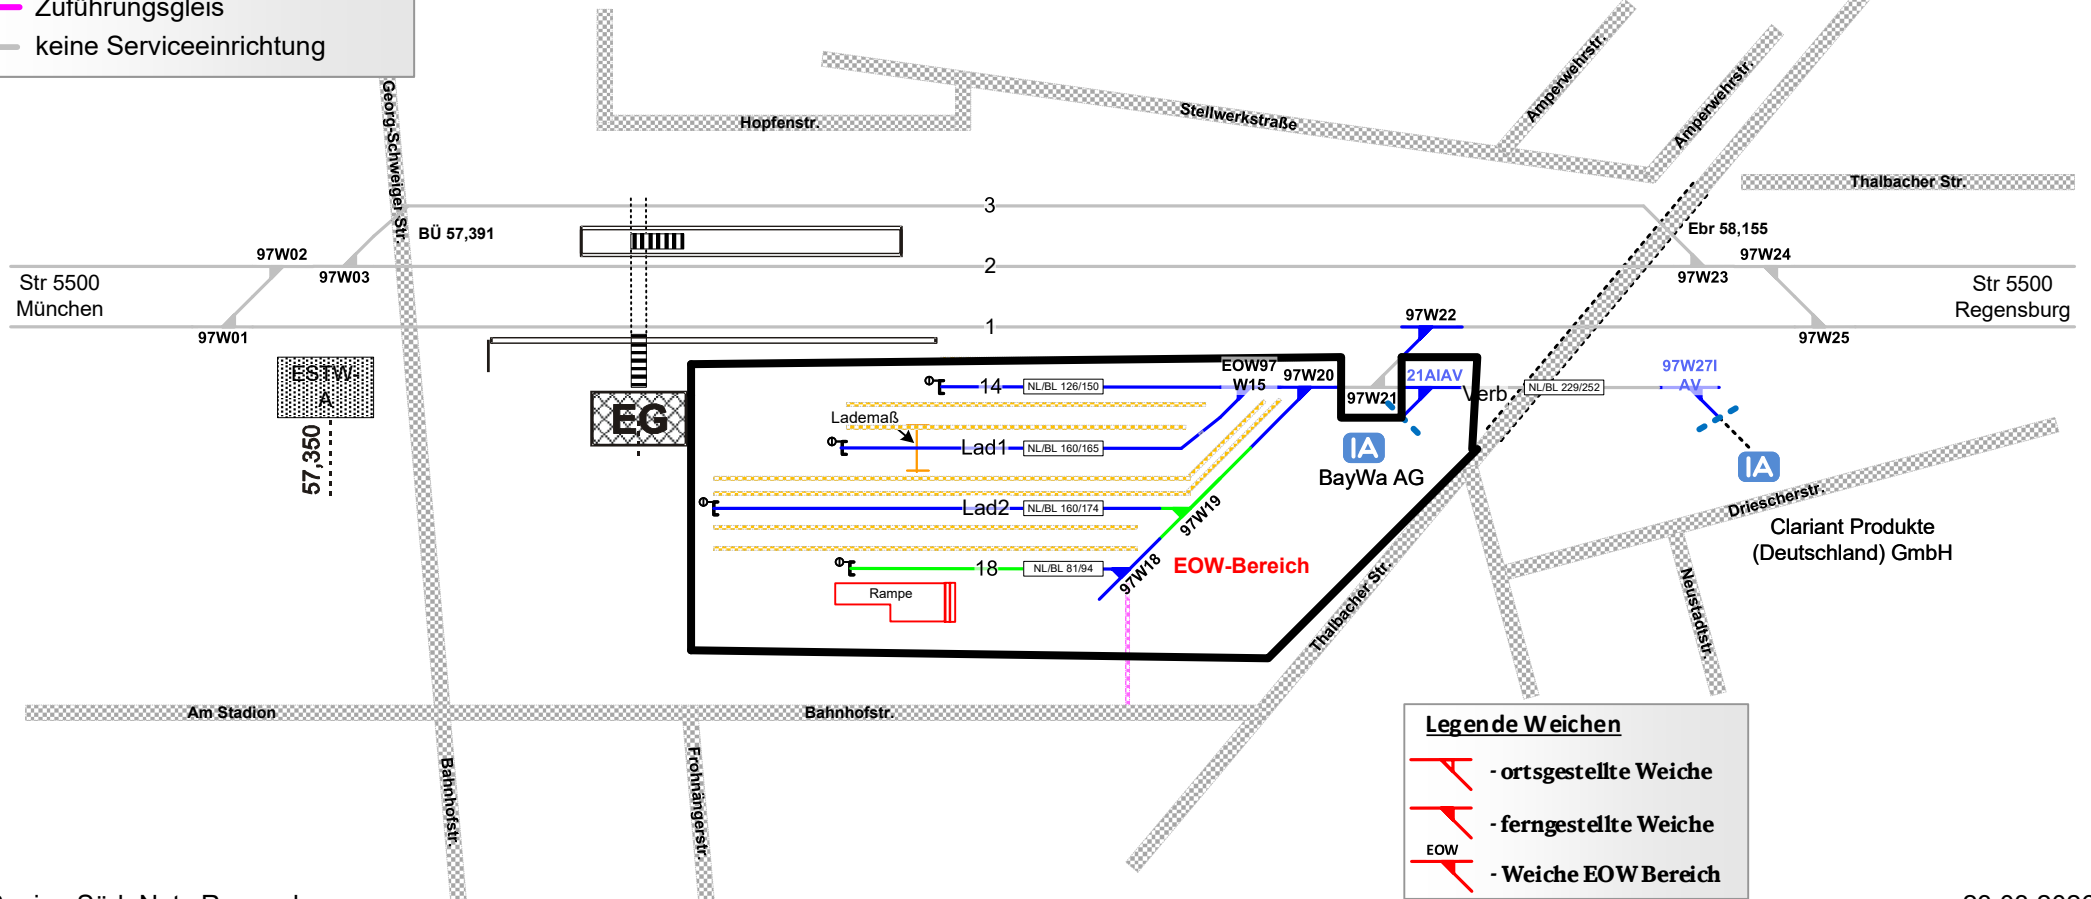 Zuführungsgleis
keine Serviceeinrichtung
Georg-Schweiger Str.
Hopfenstr.
Stellwerkstraße
Amperwehrstr.
Amperwehrstr.
Thalbacher Str.
3
BÜ 57,391
Ebr 58,155
97W02
97W03
2
97W24
97W23
Str 5500
München
Str 5500
Regensburg
97W01
1
97W22
97W25
ESTW
A
57,350
EG
14
NL/BL 126/150
EOW97
W15
97W20
97W21
21AIAV
Verb
NL/BL 229/252
97W27I
AV
Lademaß
Lad1
NL/BL 160/165
IA
BayWa AG
IA
Clariant Produkte
(Deutschland) GmbH
Lad2
NL/BL 160/174
97W19
18
NL/BL 81/94
97W18
EOW-Bereich
Rampe
Thalbacher Str.
Driescherstr.
Neustadtstr.
Am Stadion
Bahnhofstr.
Bahnhofstr.
Frohnängerstr.
Legende Weichen
- ortsgestellte Weiche
- ferngestellte Weiche
EOW
- Weiche EOW Bereich